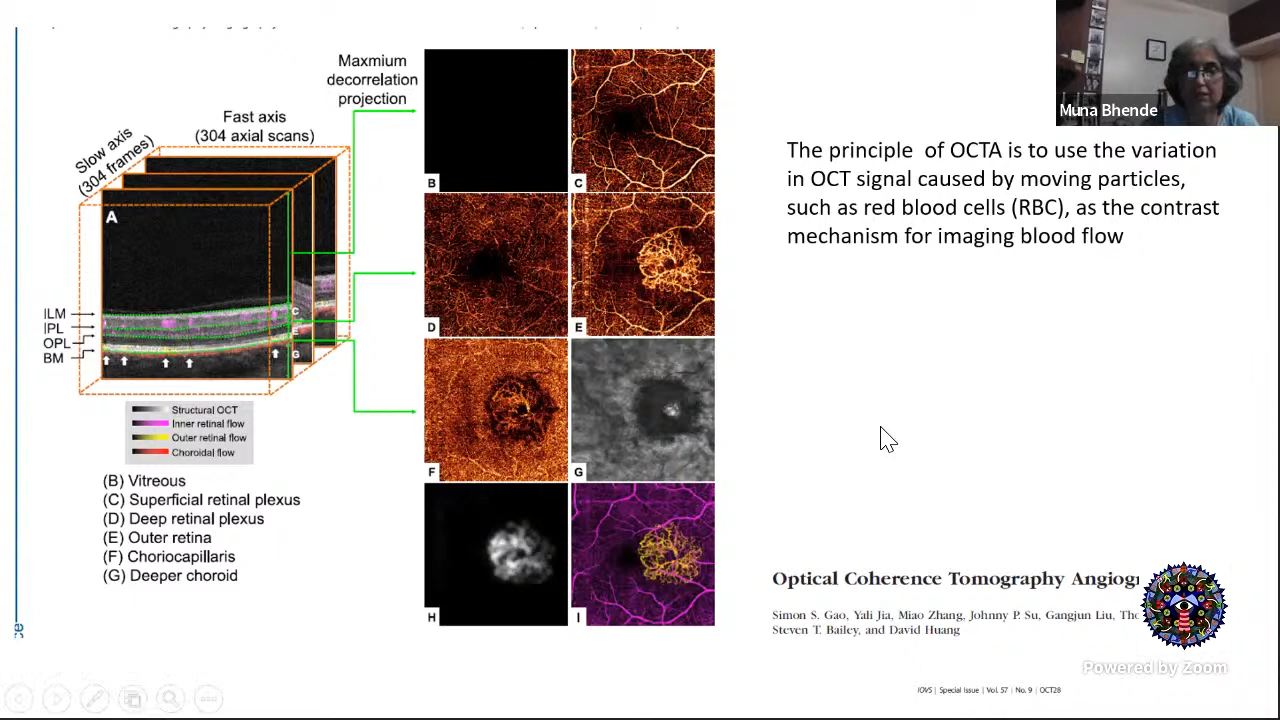 Muna Bhende
Maxmium
decorrelation
projection
Fast axis
(304 axial scans)
Slow axis
(304 frames)
A
ILM
IPL
OPL
BM
C
E
G
Structural OCT
Inner retinal flow
Outer retinal flow
Choroidal flow
(B) Vitreous
(C) Superficial retinal plexus
(D) Deep retinal plexus
(E) Outer retina
(F) Choriocapillaris
(G) Deeper choroid
B
C
D
E
F
G
H
I
The principle of OCTA is to use the variation
in OCT signal caused by moving particles,
such as red blood cells (RBC), as the contrast
mechanism for imaging blood flow
Optical Coherence Tomography Angiogr
Simon S. Gao, Yali Jia, Miao Zhang, Johnny P. Su, Gangjun Liu, Tho
Steven T. Bailey, and David Huang
Powered by Zoom
IOVS | Special Issue | Vol. 57 | No. 9 | OCT28